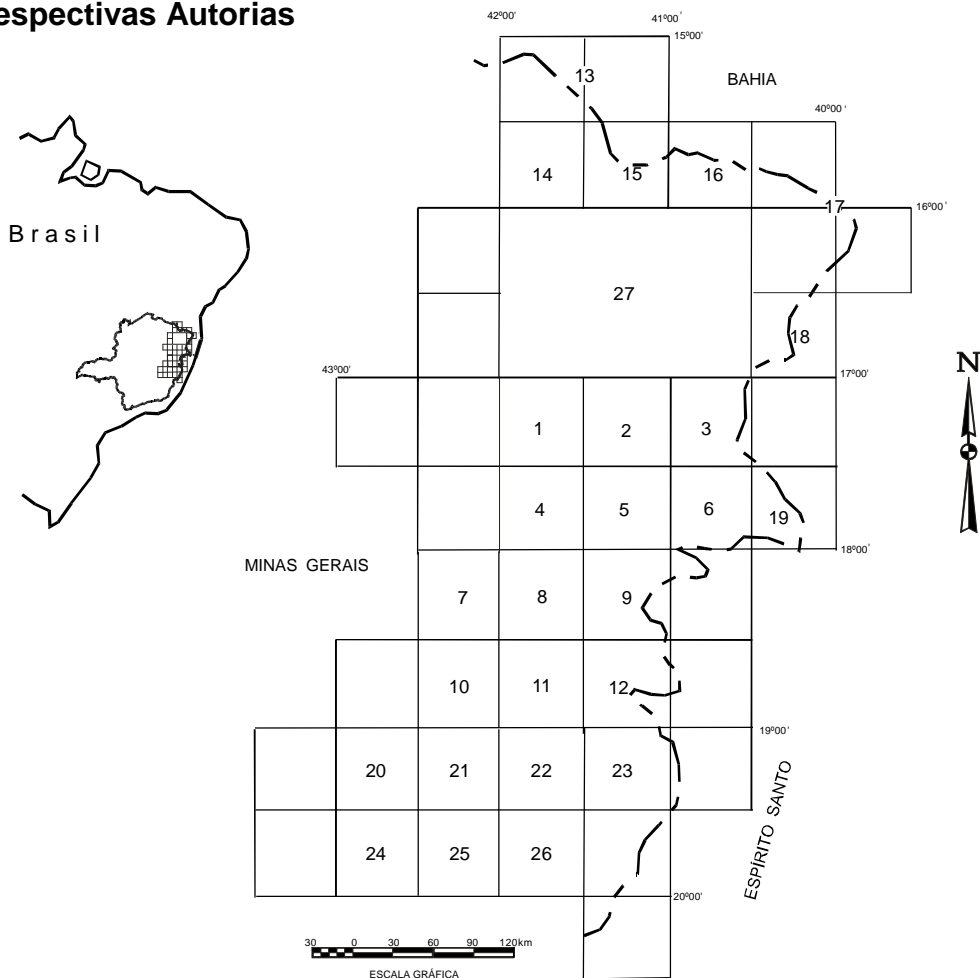 espectivas Autorias
42º00'
41º00'
15º00'
13
BAHIA
40º00'
14
15
16
17
16º00'
Brasil
27
18
N
43º00'
17º00'
1
2
3
4
5
6
19
18º00'
MINAS GERAIS
7
8
9
10
11
12
19º00'
20
21
22
23
ESPÍRITO SANTO
24
25
26
20º00'
30 0 30 60 90 120km
ESCALA GRÁFICA